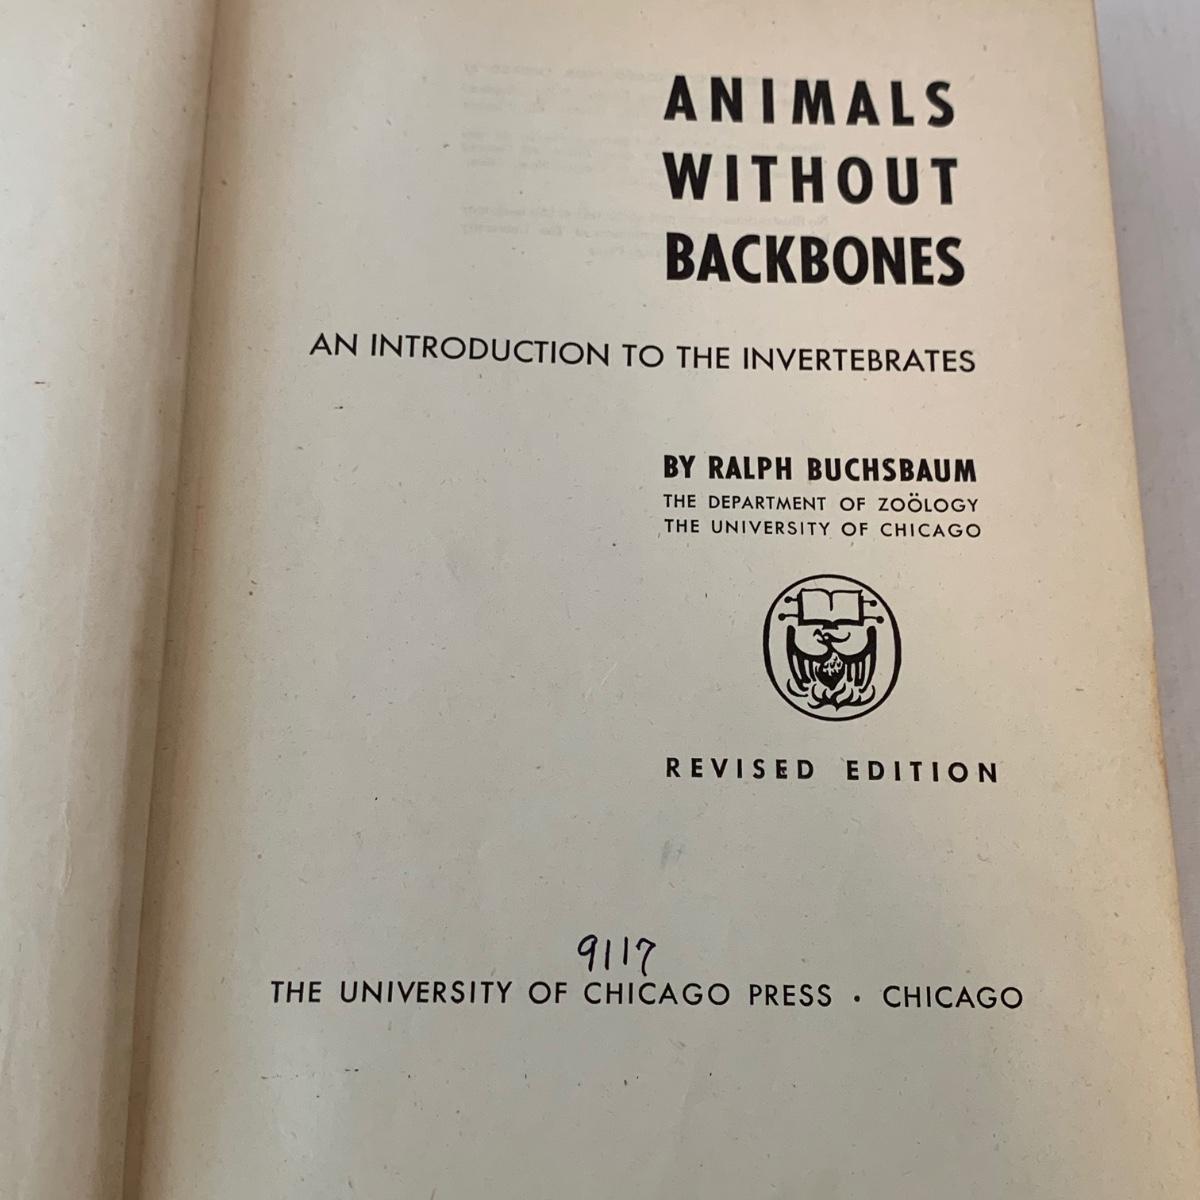 ANIMALS
WITHOUT
BACKBONES
AN INTRODUCTION TO THE INVERTEBRATES
BY RALPH BUCHSBAUM
THE DEPARTMENT OF ZOÖLOGY
THE UNIVERSITY OF CHICAGO
REVISED EDITION
9117
THE UNIVERSITY OF CHICAGO PRESS · CHICAGO